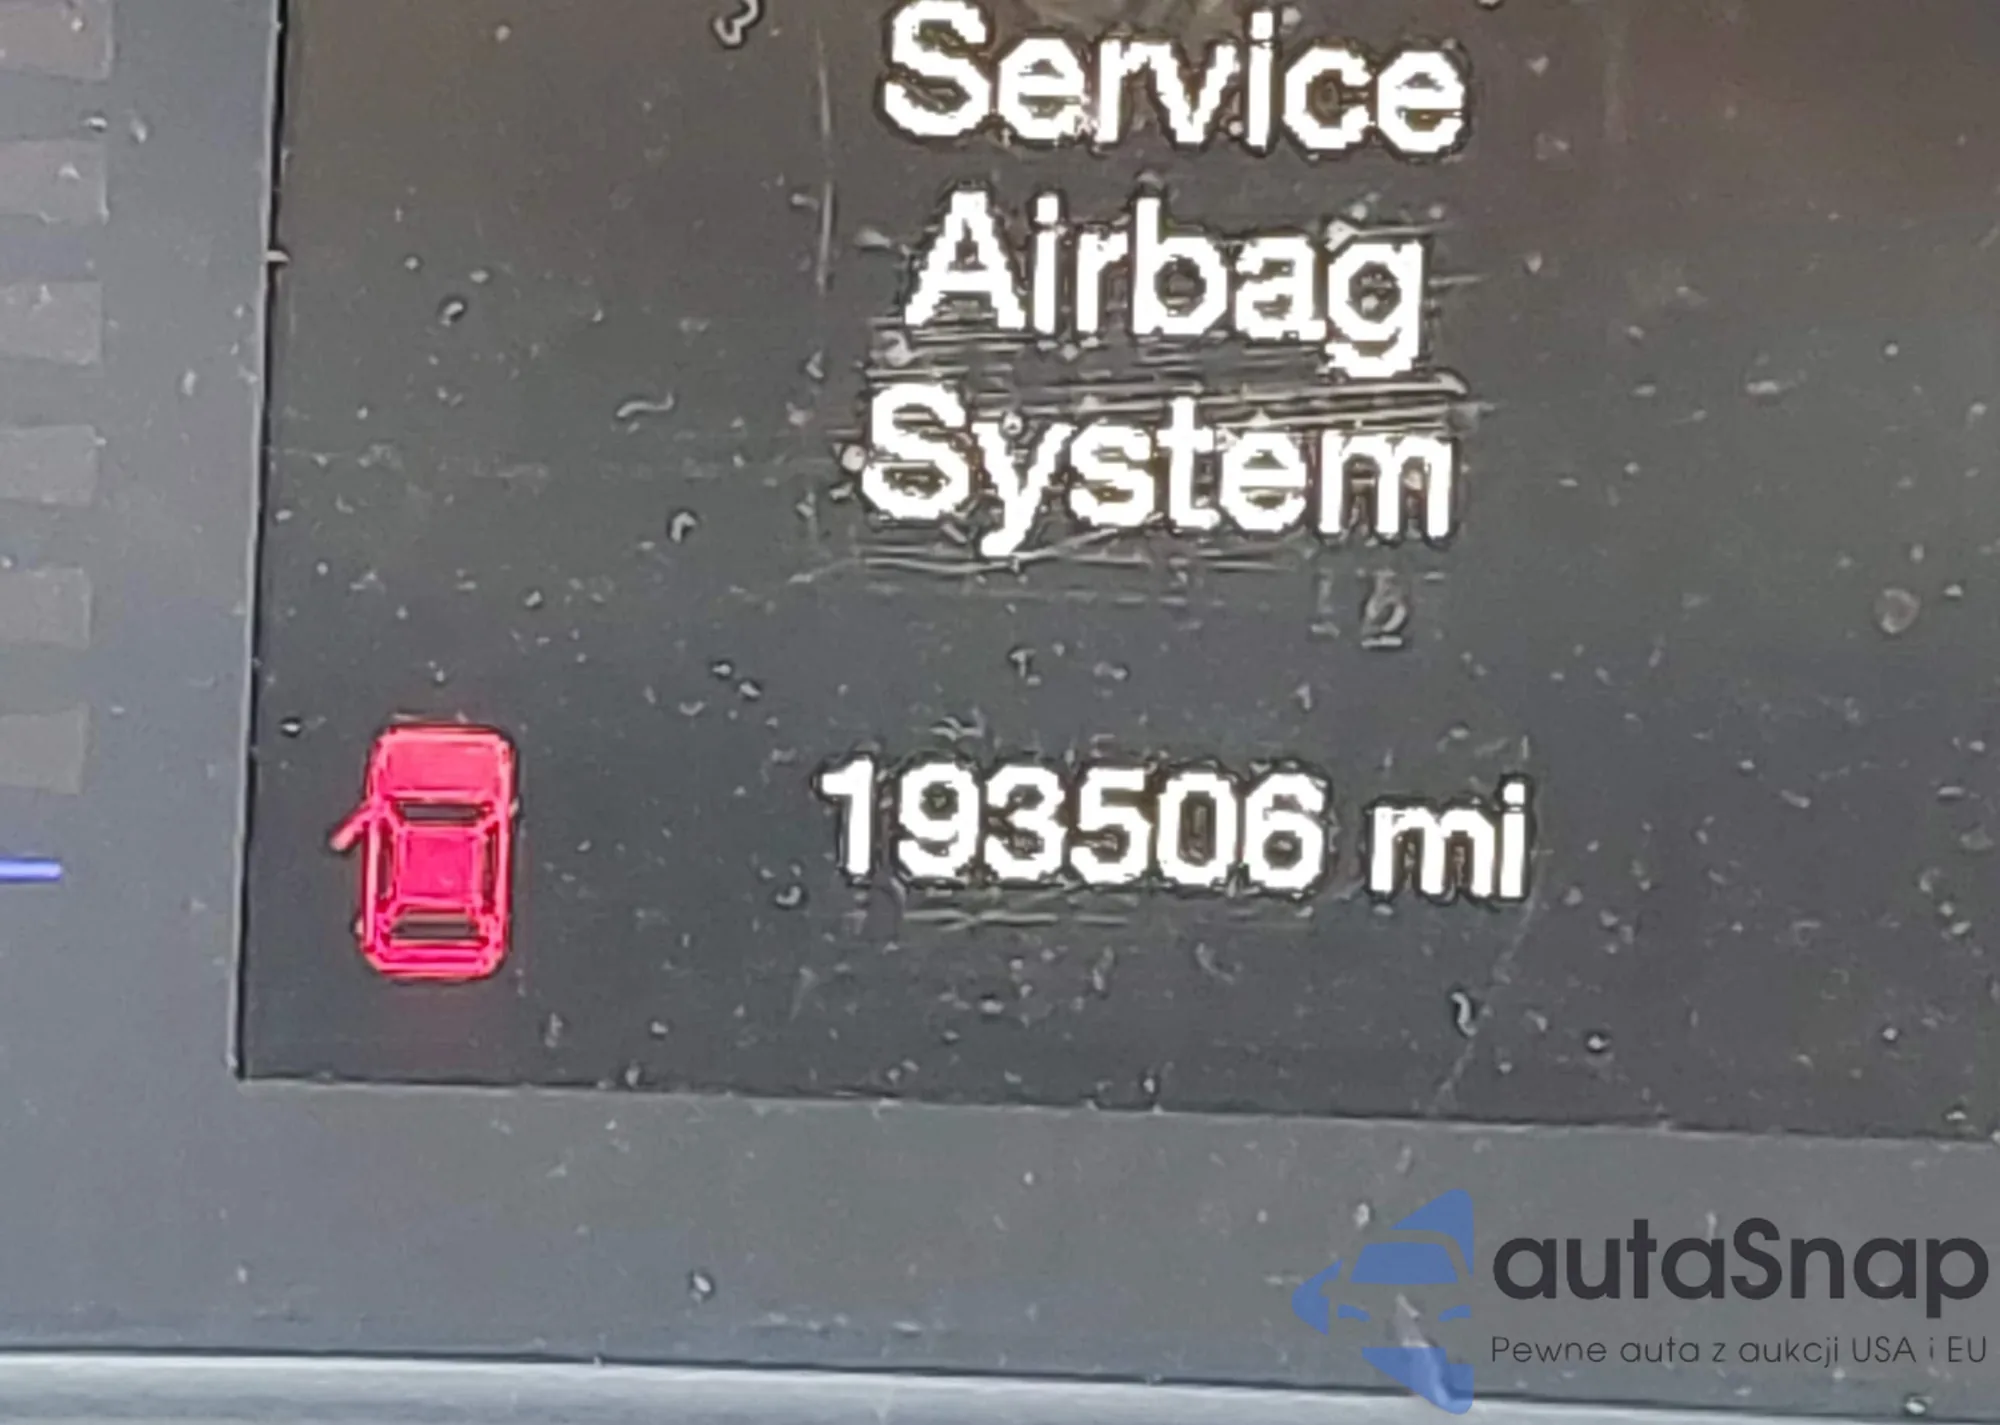 Service
Airbag
System
193506 mi
autaSnap
Pewne auta z aukcji USA i EU